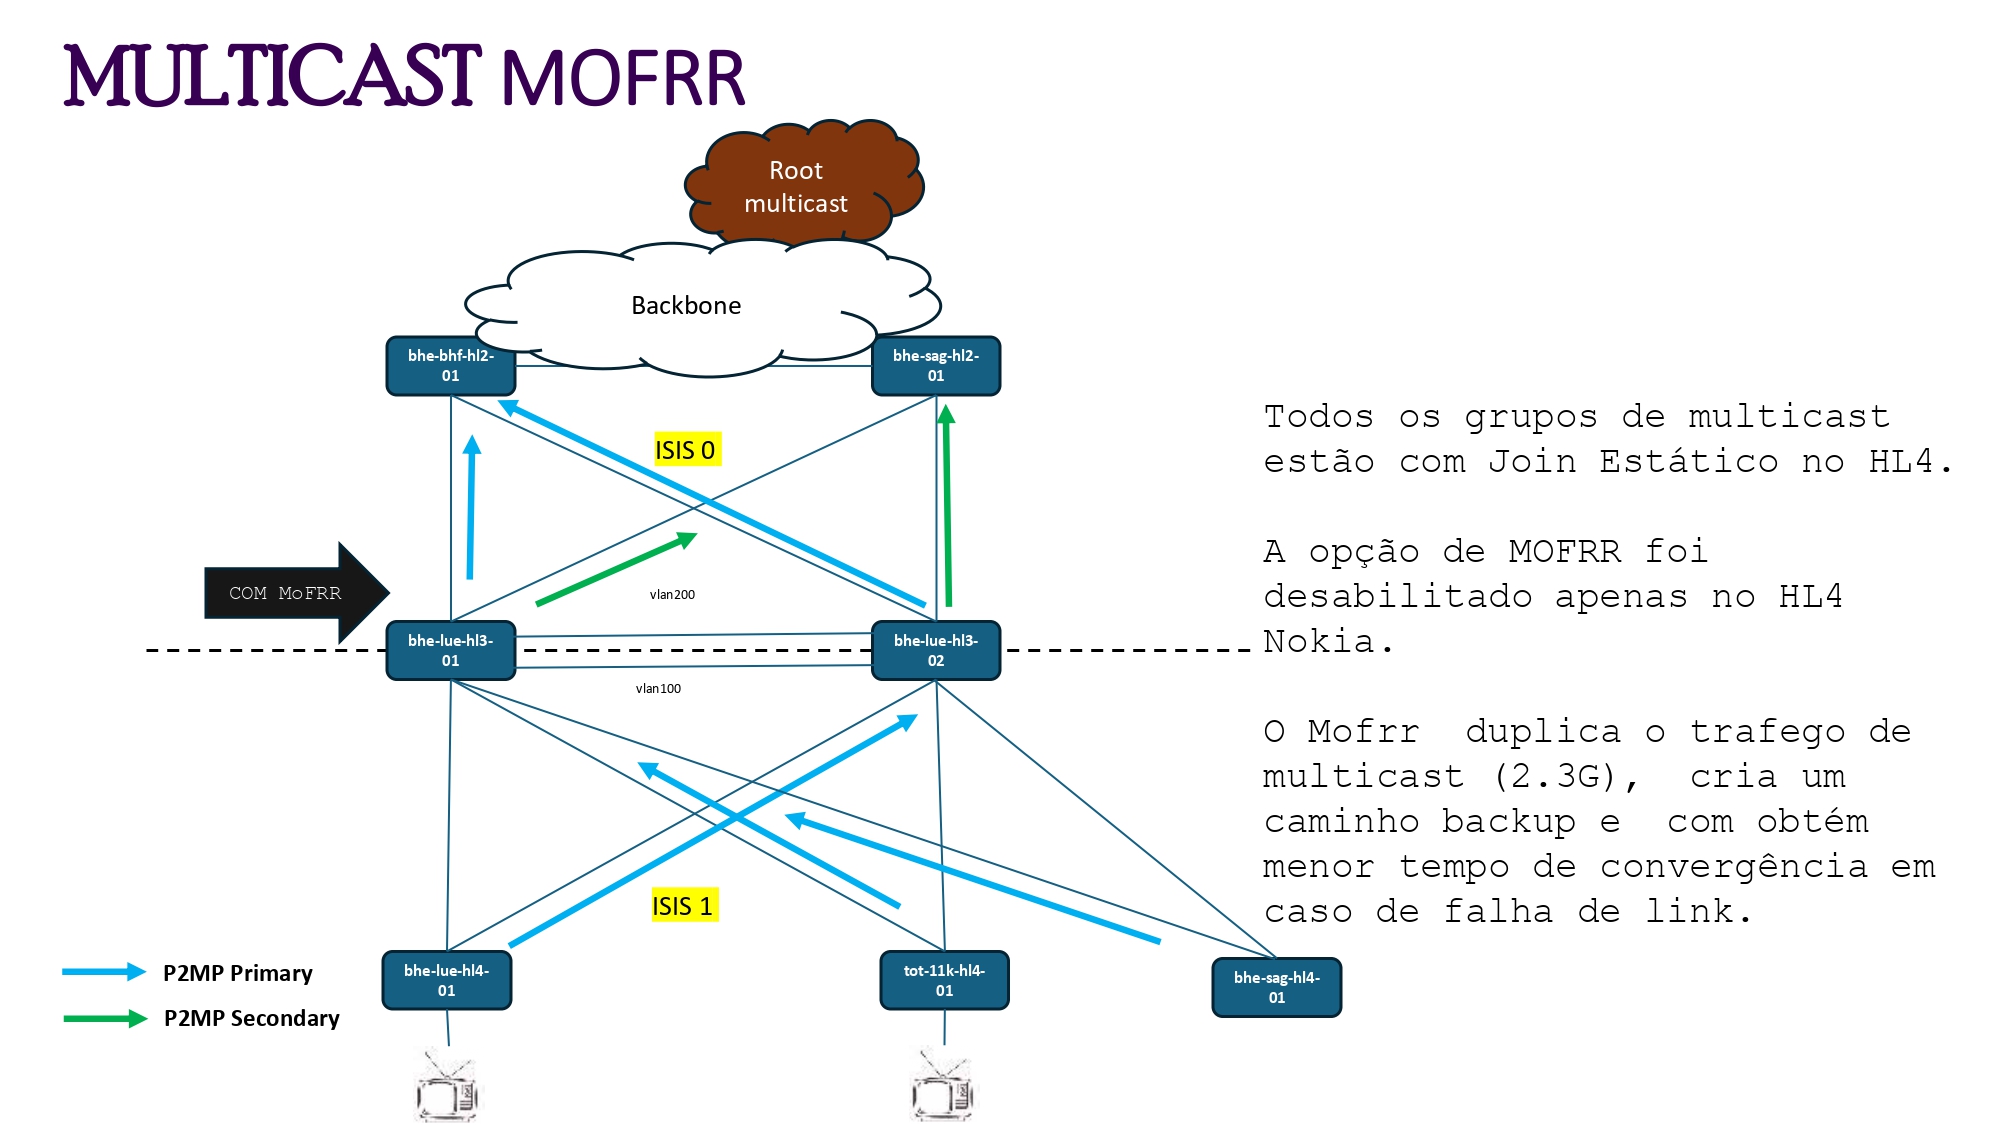 MULTICAST MOFRR
Root
multicast
Backbone
bhe-bhf-hl2-
01
bhe-sag-hl2-
01
ISIS 0
COM MoFRR
vlan200
bhe-lue-hl3-
01
bhe-lue-hl3-
02
vlan100
ISIS 1
bhe-lue-hl4-
01
tot-11k-hl4-
01
bhe-sag-hl4-
01
P2MP Primary
P2MP Secondary
Todos os grupos de multicast
estão com Join Estático no HL4.
A opção de MOFRR foi
desabilitado apenas no HL4
Nokia.
O Mofrr  duplica o trafego de
multicast (2.3G),  cria um
caminho backup e  com obtém
menor tempo de convergência em
caso de falha de link.